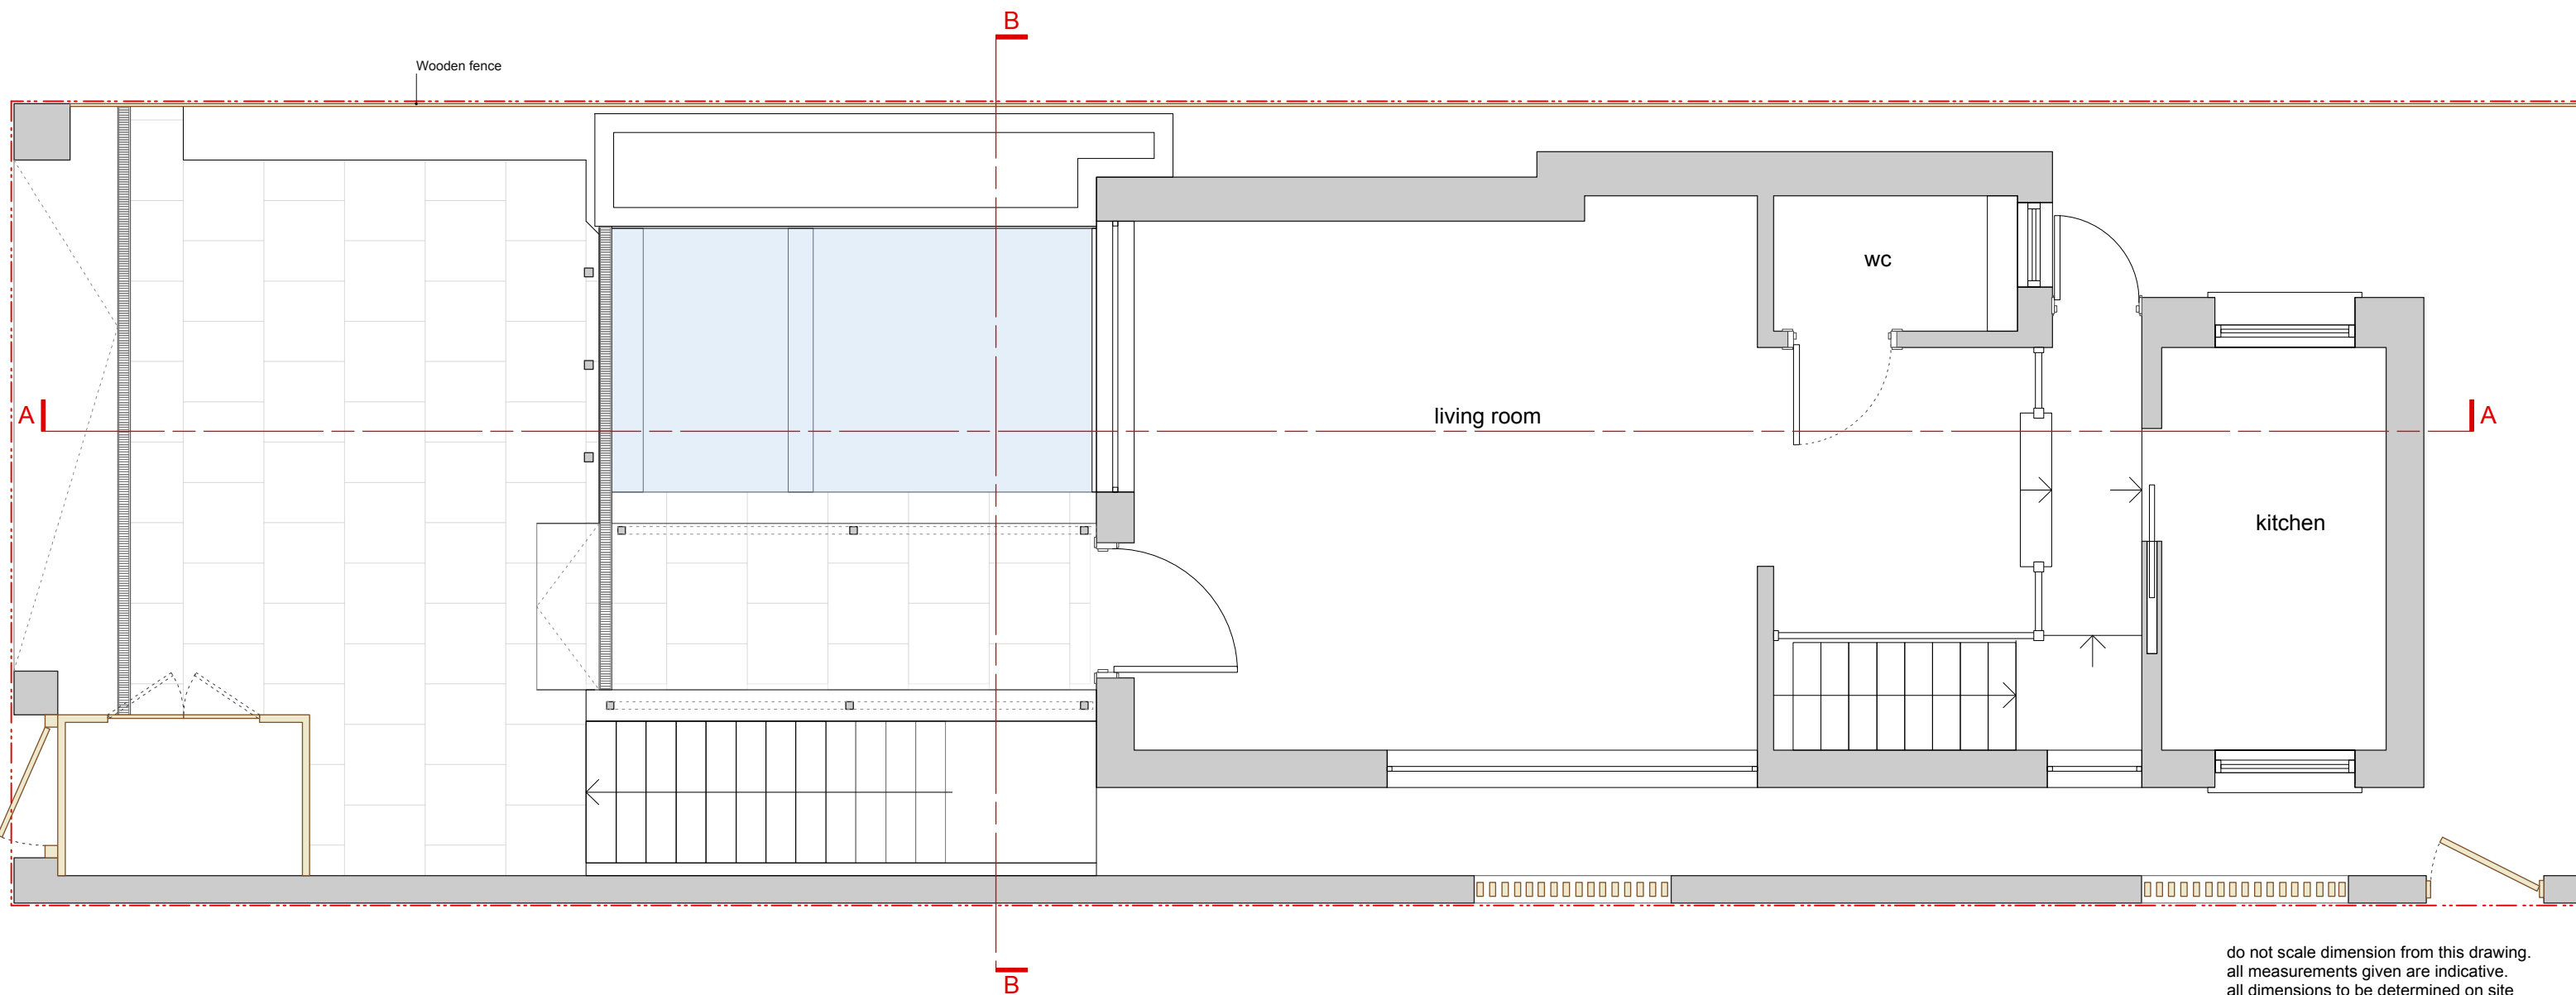 B
Wooden fence
wc
A
living room
A
kitchen
B
do not scale dimension from this drawing.
all measurements given are indicative.
all dimensions to be determined on site